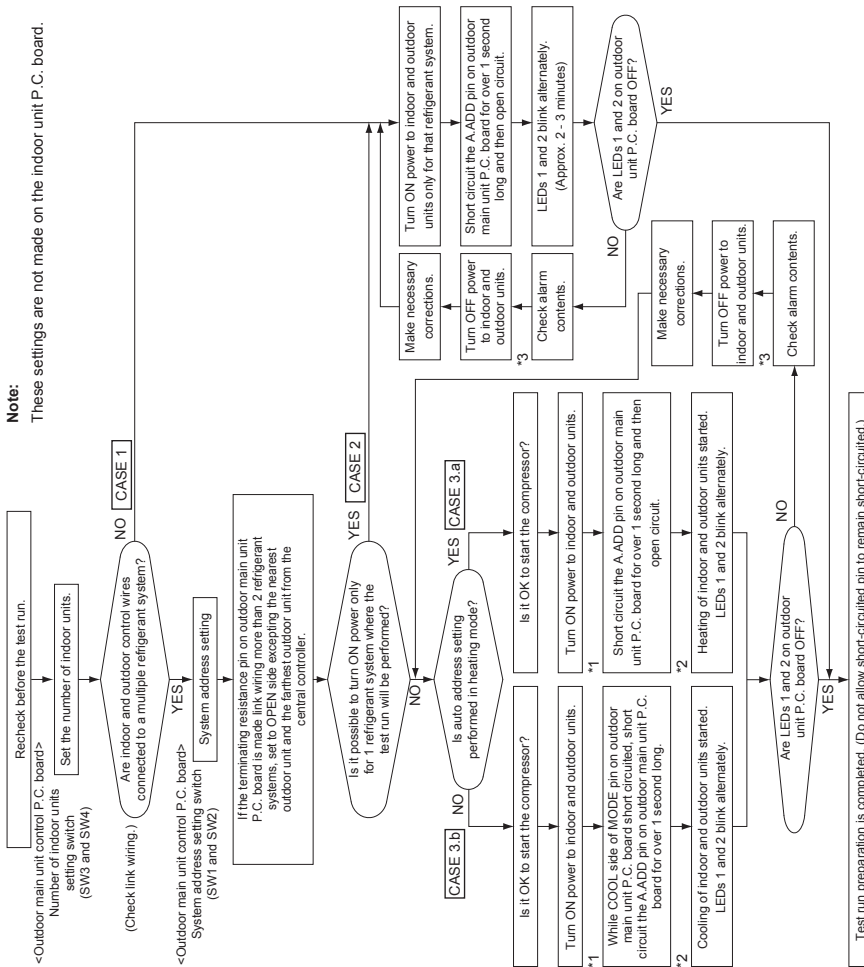 Note:
These settings are not made on the indoor unit P.C. board.
Recheck before the test run.
<Outdoor main unit control P.C. board>
Number of indoor units
setting switch
(SW3 and SW4)
Set the number of indoor units.
(Check link wiring.)
Are indoor and outdoor control wires
connected to a multiple refrigerant system?
NO
CASE 1
YES
<Outdoor main unit control P.C. board>
System address setting switch
(SW1 and SW2)
System address setting
If the terminating resistance pin on outdoor main unit
P.C. board is made link wiring more than 2 refrigerant
systems, set to OPEN side excepting the nearest
outdoor unit and the farthest outdoor unit from the
central controller.
Is it possible to turn ON power only
for 1 refrigerant system where the
test run will be performed?
YES
CASE 2
NO
Is auto address setting
performed in heating mode?
YES
CASE 3.a
NO
CASE 3.b
Is it OK to start the compressor?
Turn ON power to indoor and outdoor units.
*1
While COOL side of MODE pin on outdoor
main unit P.C. board short circuited, short
circuit the A.ADD pin on outdoor main unit P.C.
board for over 1 second long.
*2
Cooling of indoor and outdoor units started.
LEDs 1 and 2 blink alternately.
Is it OK to start the compressor?
Turn ON power to indoor and outdoor units.
*1
Short circuit the A.ADD pin on outdoor main
unit P.C. board for over 1 second long and then
open circuit.
*2
Heating of indoor and outdoor units started.
LEDs 1 and 2 blink alternately.
Are LEDs 1 and 2 on outdoor
unit P.C. board OFF?
NO
YES
Make necessary
corrections.
Turn OFF power to
indoor and outdoor units.
*3
Check alarm contents.
Turn ON power to indoor and outdoor
units only for that refrigerant system.
Short circuit the A.ADD pin on outdoor
main unit P.C. board for over 1 second
long and then open circuit.
LEDs 1 and 2 blink alternately.
(Approx. 2 - 3 minutes)
Are LEDs 1 and 2 on outdoor
unit P.C. board OFF?
NO
YES
Make necessary
corrections.
Turn OFF power
to indoor and
outdoor units.
*3
Check alarm
contents.
Test run preparation is completed. (Do not allow short-circuited pin to remain short-circuited.)